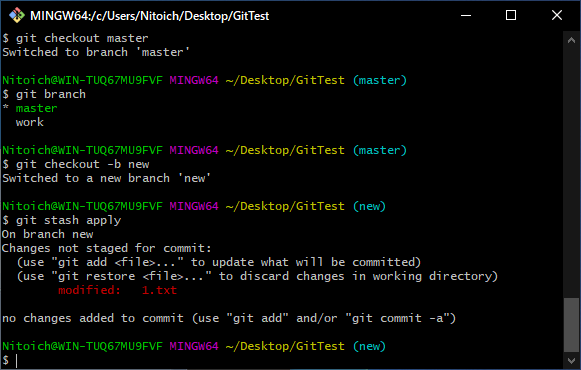 MINGW64:/c/Users/Nitoich/Desktop/GitTest
$ git checkout master
Switched to branch 'master'
Nitoich@WIN-TUQ67MU9FVF MINGW64 ~/Desktop/GitTest (master)
$ git branch
* master
  work
Nitoich@WIN-TUQ67MU9FVF MINGW64 ~/Desktop/GitTest (master)
$ git checkout -b new
Switched to a new branch 'new'
Nitoich@WIN-TUQ67MU9FVF MINGW64 ~/Desktop/GitTest (new)
$ git stash apply
On branch new
Changes not staged for commit:
  (use "git add <file>..." to update what will be committed)
  (use "git restore <file>..." to discard changes in working directory)
        modified:   1.txt
no changes added to commit (use "git add" and/or "git commit -a")
Nitoich@WIN-TUQ67MU9FVF MINGW64 ~/Desktop/GitTest (new)
$